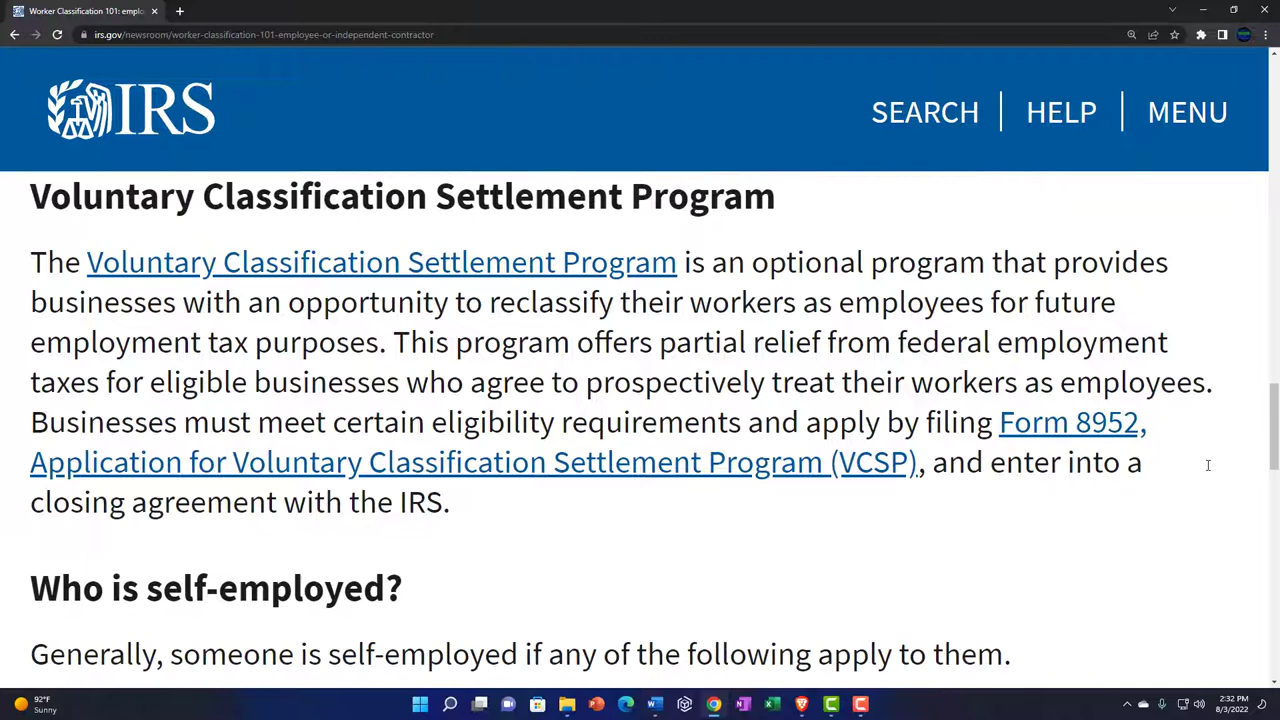 Worker Classification 101: emplo
irs.gov/newsroom/worker-classification-101-employee-or-independent-contractor
IRS
SEARCH HELP MENU
Voluntary Classification Settlement Program
The Voluntary Classification Settlement Program is an optional program that provides
businesses with an opportunity to reclassify their workers as employees for future
employment tax purposes. This program offers partial relief from federal employment
taxes for eligible businesses who agree to prospectively treat their workers as employees.
Businesses must meet certain eligibility requirements and apply by filing Form 8952,
Application for Voluntary Classification Settlement Program (VCSP), and enter into a
closing agreement with the IRS.
Who is self-employed?
Generally, someone is self-employed if any of the following apply to them.
92°F
Sunny
2:32 PM
8/3/2022